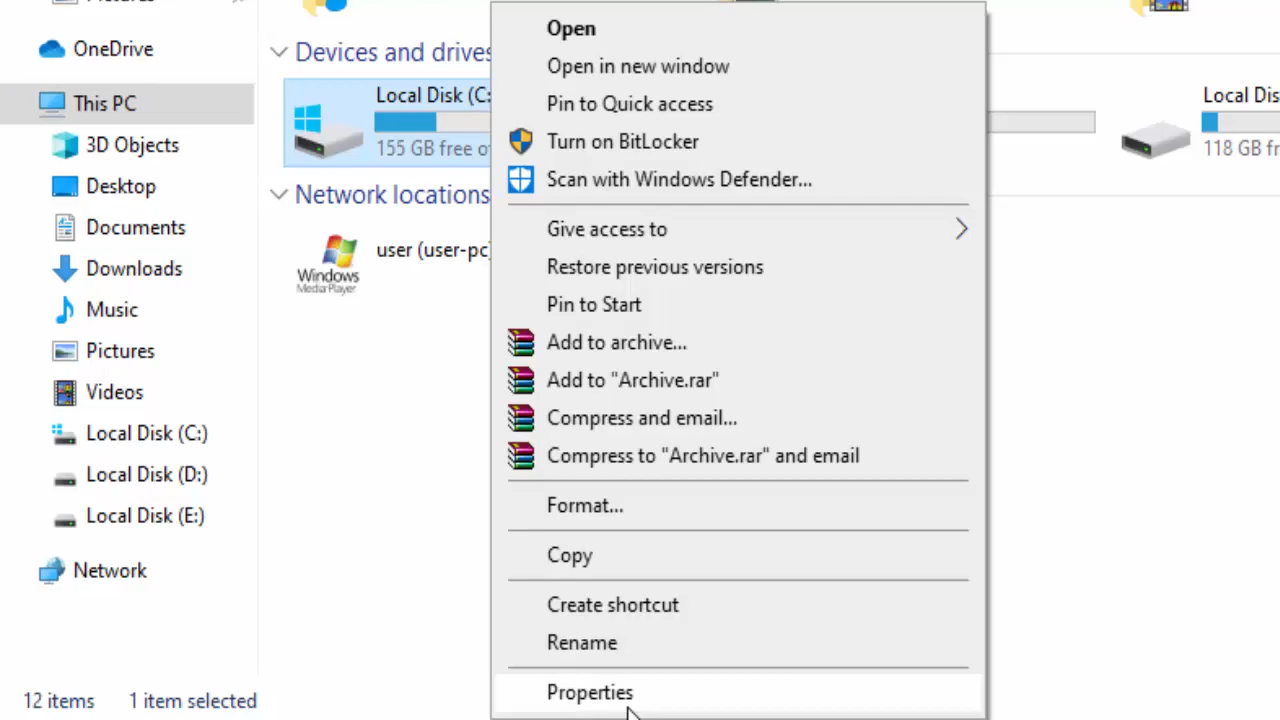 Pictures
OneDrive
This PC
3D Objects
Desktop
Documents
Downloads
Music
Pictures
Videos
Local Disk (C:)
Local Disk (D:)
Local Disk (E:)
Network
12 items 1 item selected
Devices and drives
Local Disk (C:
155 GB free o
Network locations
user (user-pc)
Windows
Media Player
Open
Open in new window
Pin to Quick access
Turn on BitLocker
Scan with Windows Defender...
Give access to
Restore previous versions
Pin to Start
Add to archive...
Add to "Archive.rar"
Compress and email...
Compress to "Archive.rar" and email
Format...
Copy
Create shortcut
Rename
Properties
Local Dis
118 GB fr